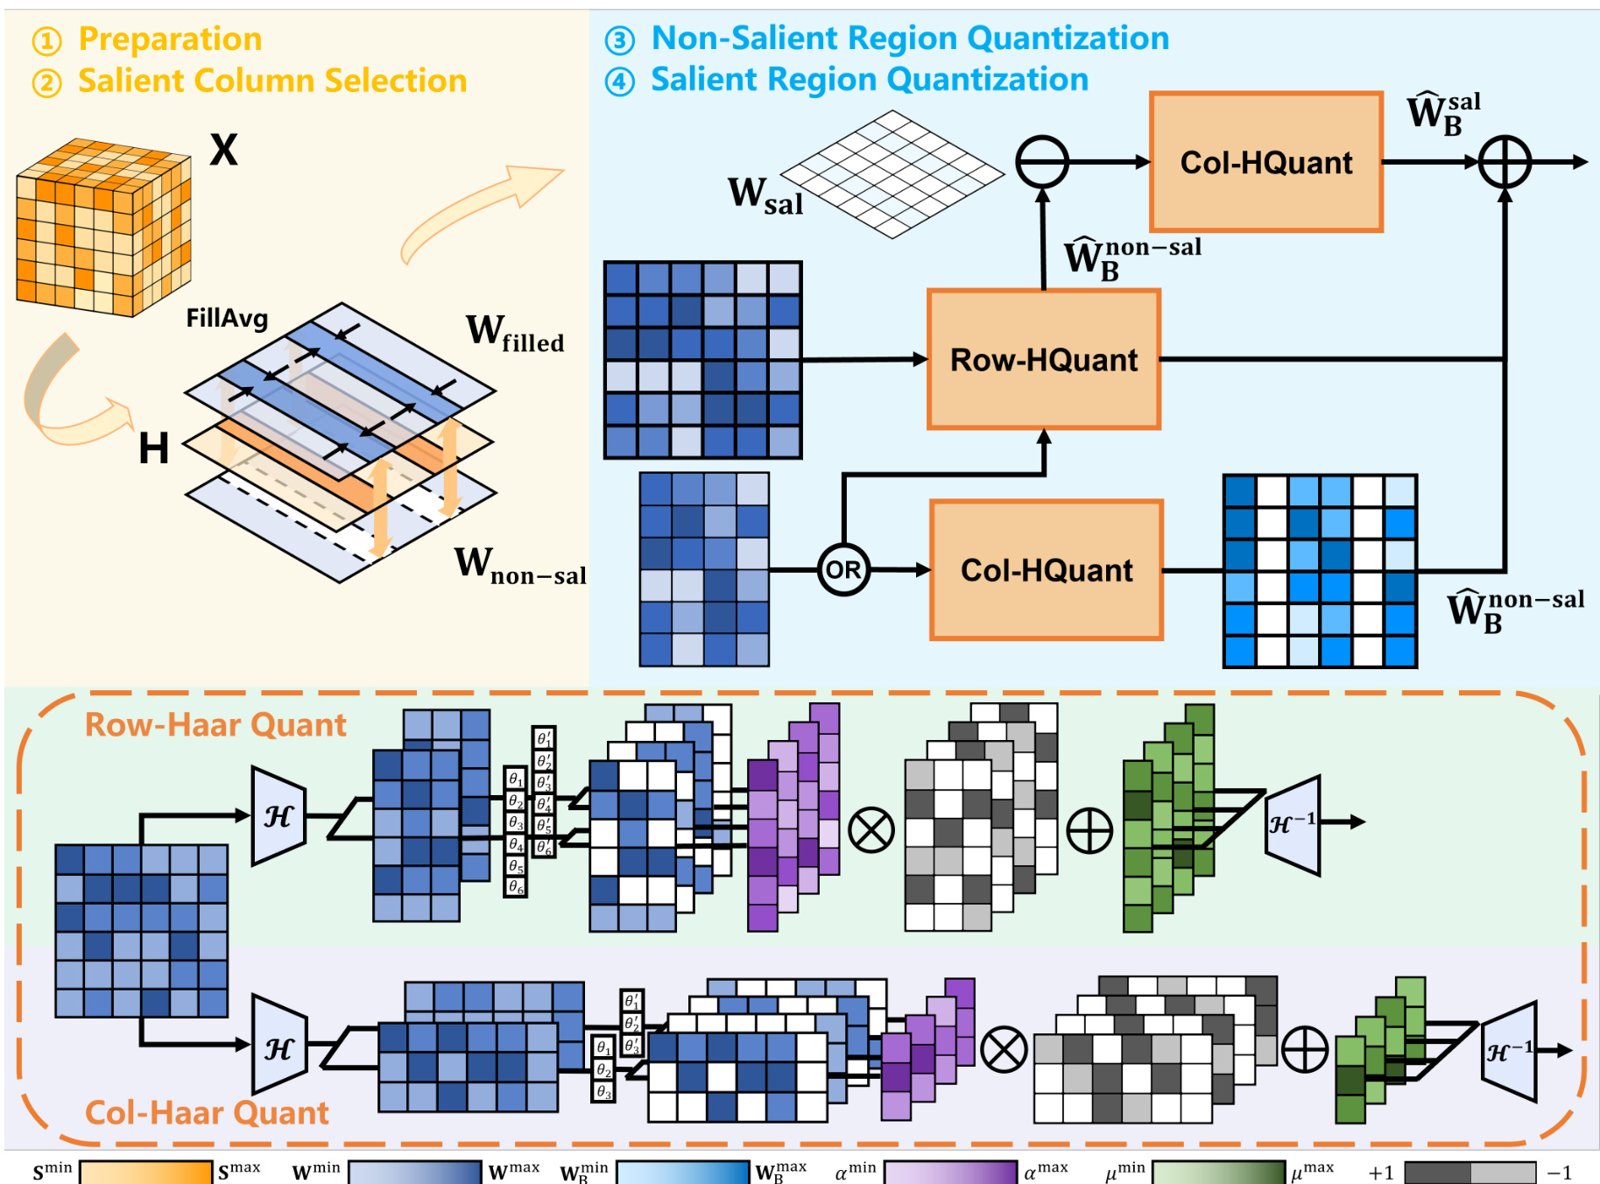 ① Preparation
② Salient Column Selection
③ Non-Salient Region Quantization
④ Salient Region Quantization
X
FillAvg
W_filled
H
W_non-sal
W_sal
Ŵ_B^non-sal
Col-HQuant
Ŵ_B^sal
Row-HQuant
OR
Col-HQuant
Ŵ_B^non-sal
Row-Haar Quant
ℋ
θ₁
θ₂
θ₃
θ₄
θ₅
θ₆
θ′₁
θ′₂
θ′₃
θ′₄
θ′₅
θ′₆
ℋ⁻¹
ℋ
θ₁
θ₂
θ₃
θ′₁
θ′₂
θ′₃
ℋ⁻¹
Col-Haar Quant
S^min S^max W^min W^max W_B^min W_B^max α^min α^max μ^min μ^max +1 −1